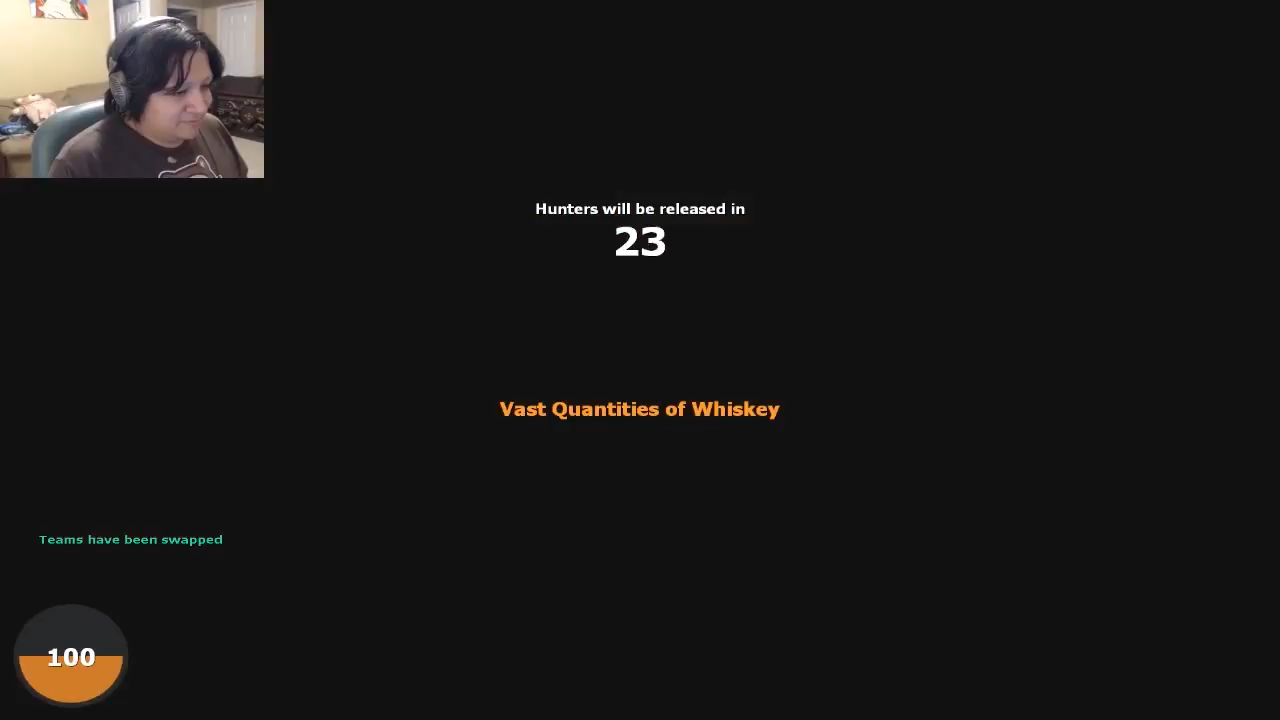 Hunters will be released in
23
Vast Quantities of Whiskey
Teams have been swapped
100